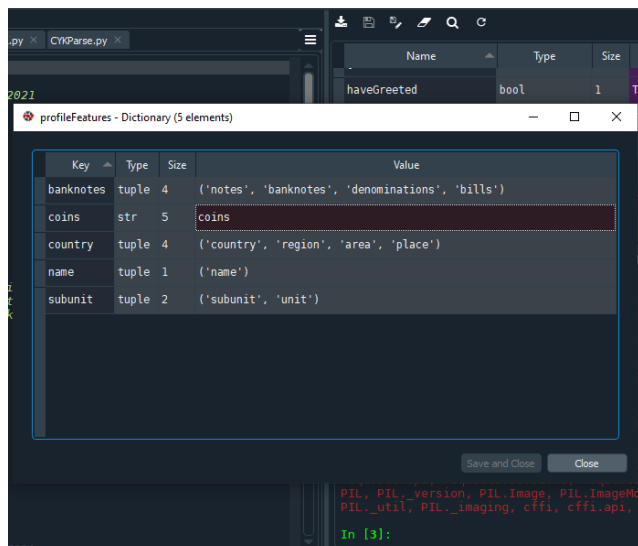 .py × CYKParse.py ×
Name Type Size
haveGreeted bool 1 T
2021
profileFeatures - Dictionary (5 elements)
Key Type Size Value
banknotes tuple 4 ('notes', 'banknotes', 'denominations', 'bills')
coins str 5 coins
country tuple 4 ('country', 'region', 'area', 'place')
name tuple 1 ('name')
subunit tuple 2 ('subunit', 'unit')
i
t
k
Save and Close Close
PIL, PIL._version, PIL.Image, PIL.ImageMo
PIL._util, PIL._imaging, cffi, cffi.api,
In [3]: